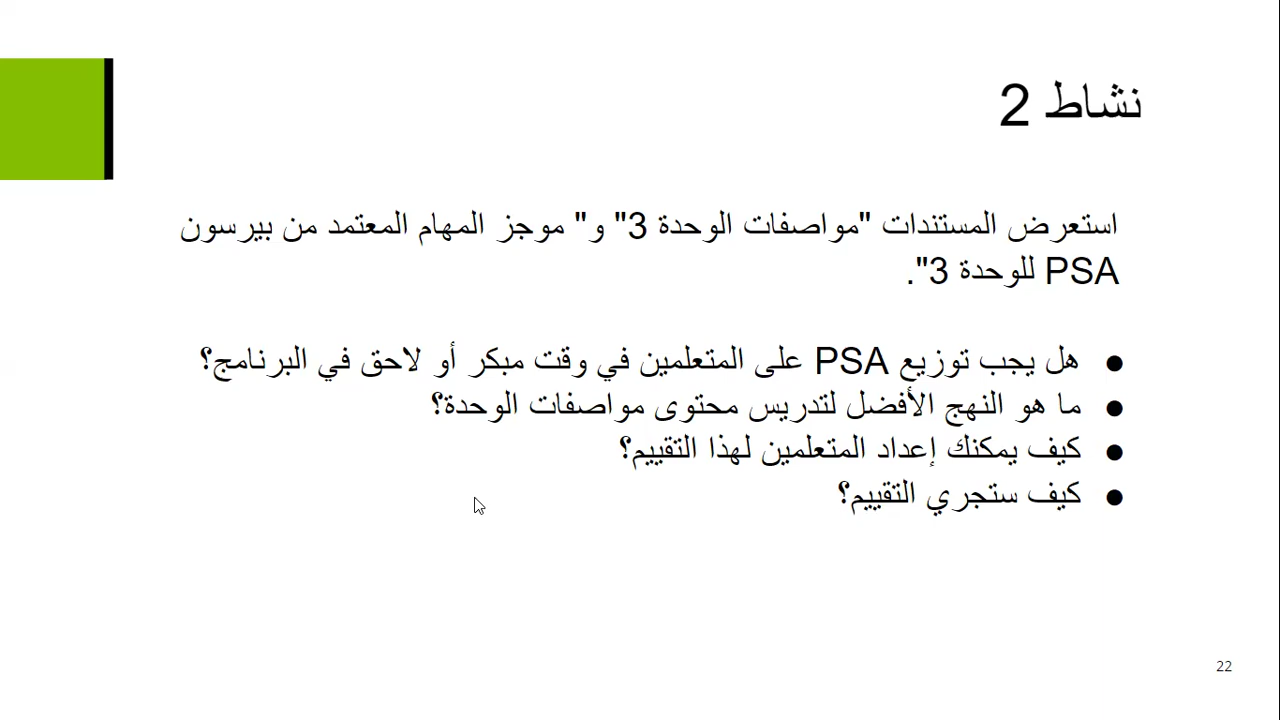 نشاط 2
استعرض المستندات "مواصفات الوحدة 3" و" موجز المهام المعتمد من بيرسون
PSA للوحدة 3".
● هل يجب توزيع PSA على المتعلمين في وقت مبكر أو لاحق في البرنامج؟
● ما هو النهج الأفضل لتدريس محتوى مواصفات الوحدة؟
● كيف يمكنك إعداد المتعلمين لهذا التقييم؟
● كيف ستجري التقييم؟
22